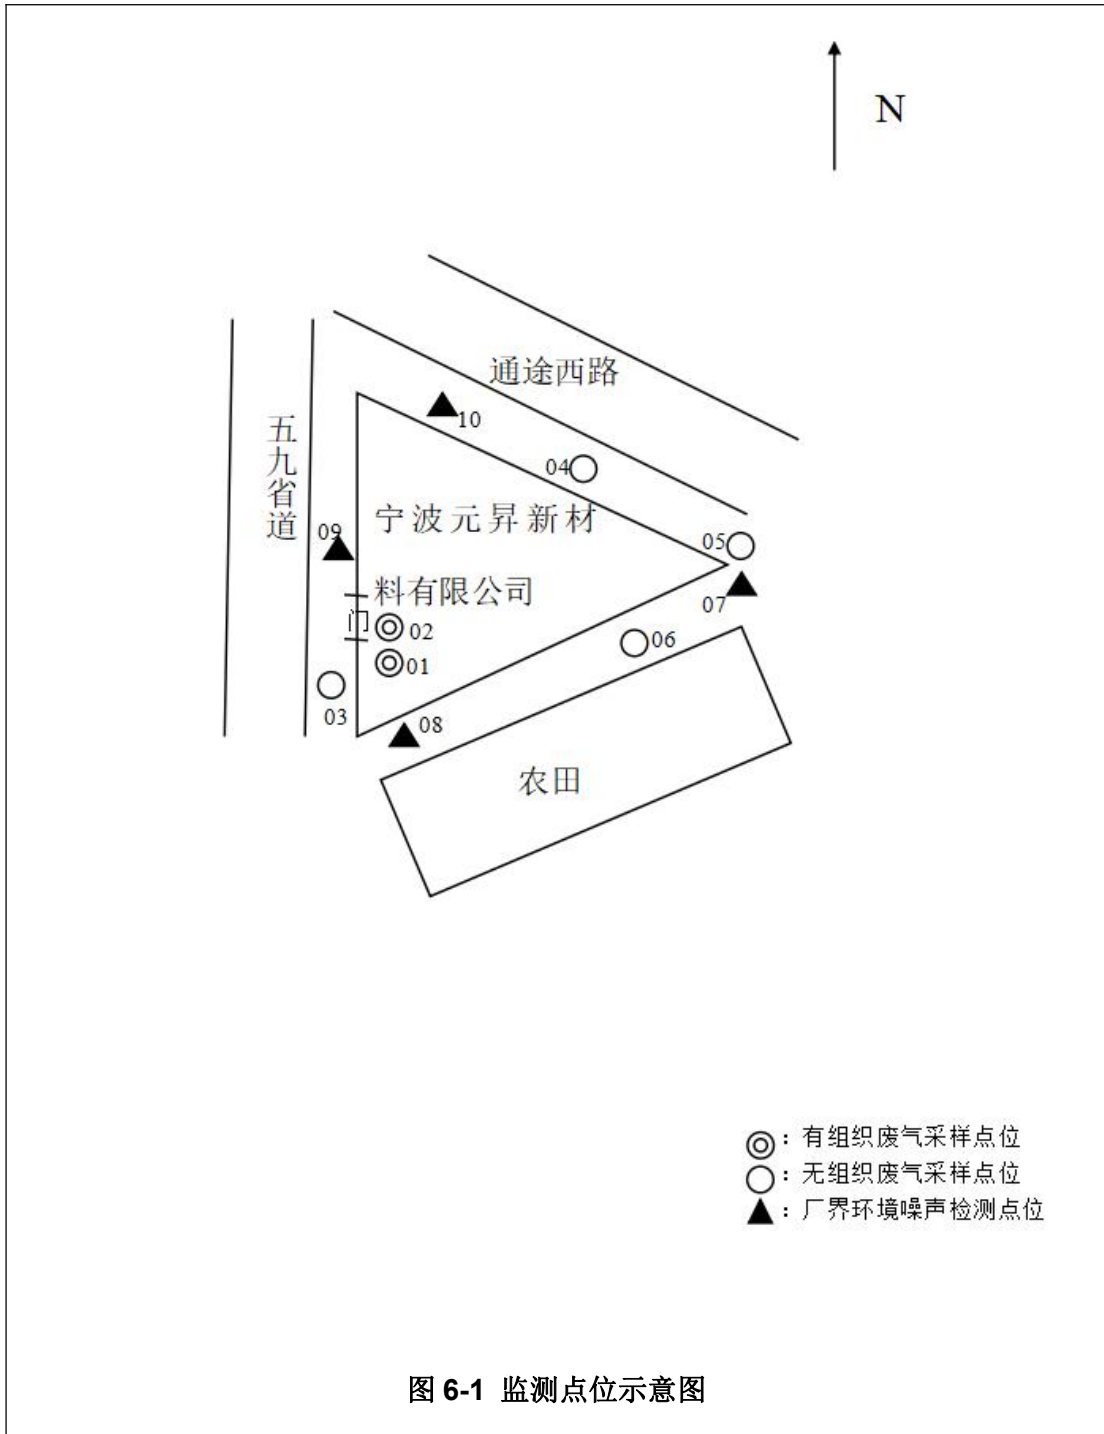 N
通途西路
10
五九省道
04
宁波元昇新材
09
05
料有限公司
07
门
02
06
01
03
08
农田
◎：有组织废气采样点位
○：无组织废气采样点位
▲：厂界环境噪声检测点位
图 6-1 监测点位示意图